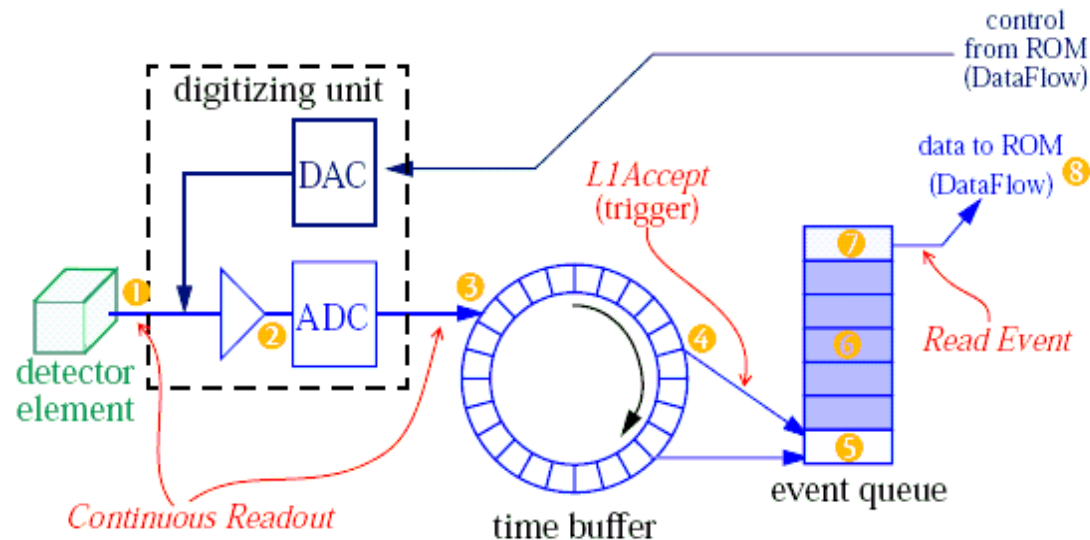 control
from ROM
(DataFlow)
digitizing unit
DAC
L1Accept
(trigger)
data to ROM
(DataFlow)
8
7
1
2
ADC
3
4
6
Read Event
detector
element
5
event queue
Continuous Readout
time buffer